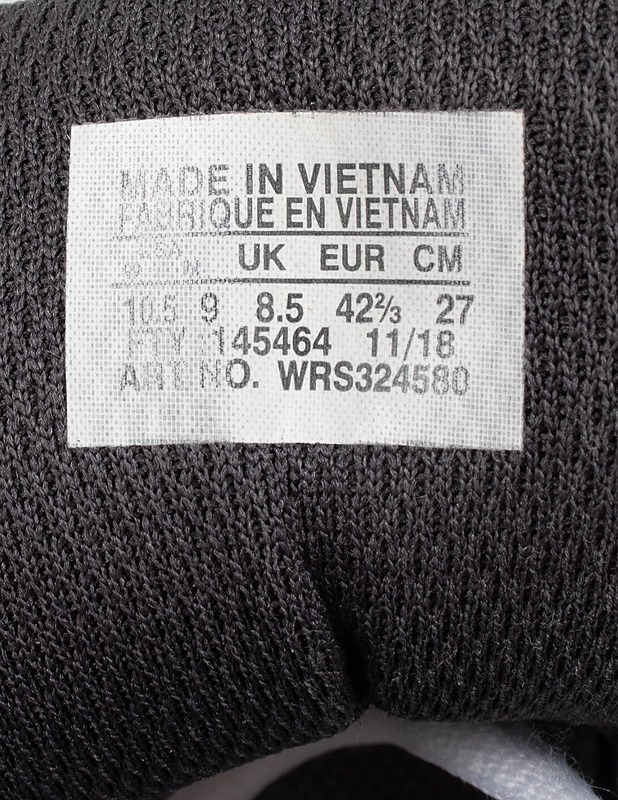 MADE IN VIETNAM
FABRIQUE EN VIETNAM
W M UK EUR CM
10.5 9 8.5 42⅔ 27
FTY 145464 11/18
ART NO. WRS324580